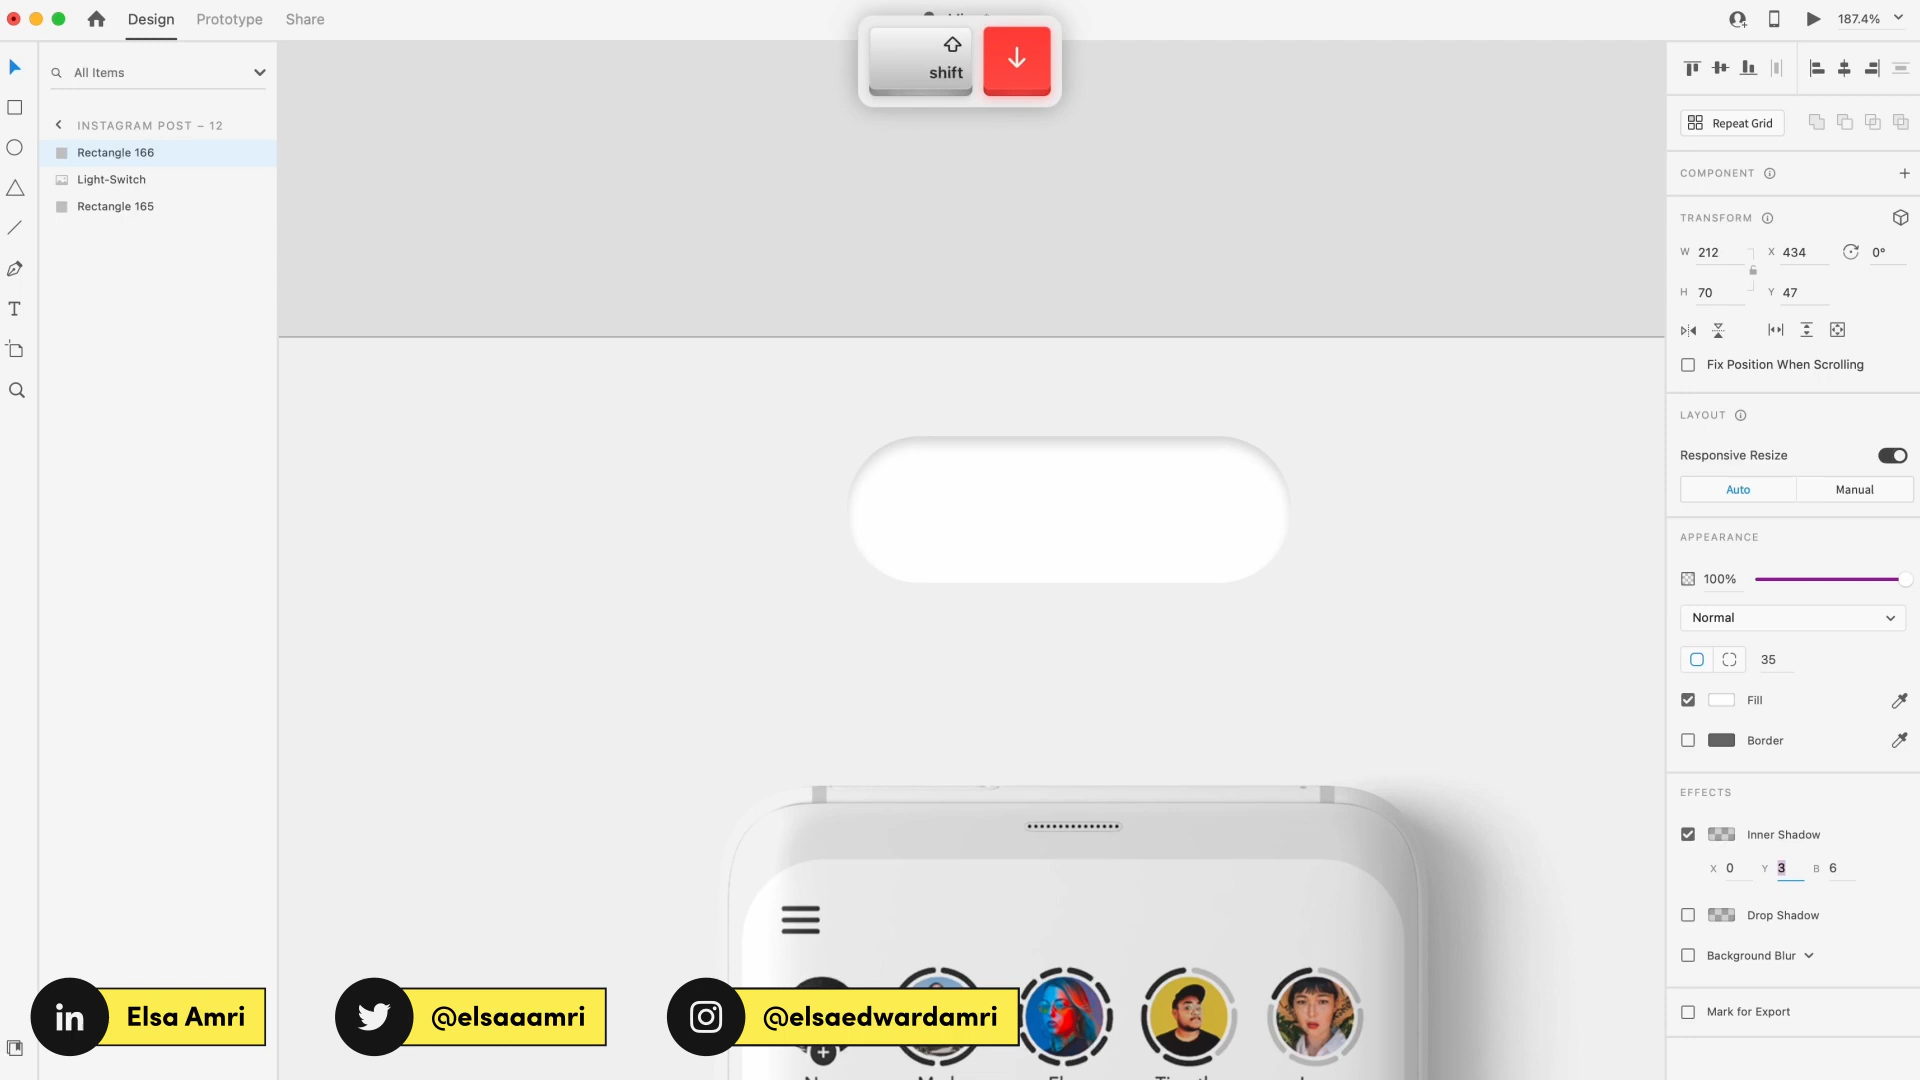 Design
Prototype
Share
187.4%
shift
All Items
INSTAGRAM POST – 12
Rectangle 166
Light-Switch
Rectangle 165
Repeat Grid
COMPONENT
TRANSFORM
W 212
X 434
0°
H 70
Y 47
Fix Position When Scrolling
LAYOUT
Responsive Resize
Auto
Manual
APPEARANCE
100%
Normal
35
Fill
Border
EFFECTS
Inner Shadow
X 0
Y 3
B 6
Drop Shadow
Background Blur
Mark for Export
in
Elsa Amri
@elsaaamri
@elsaedwardamri